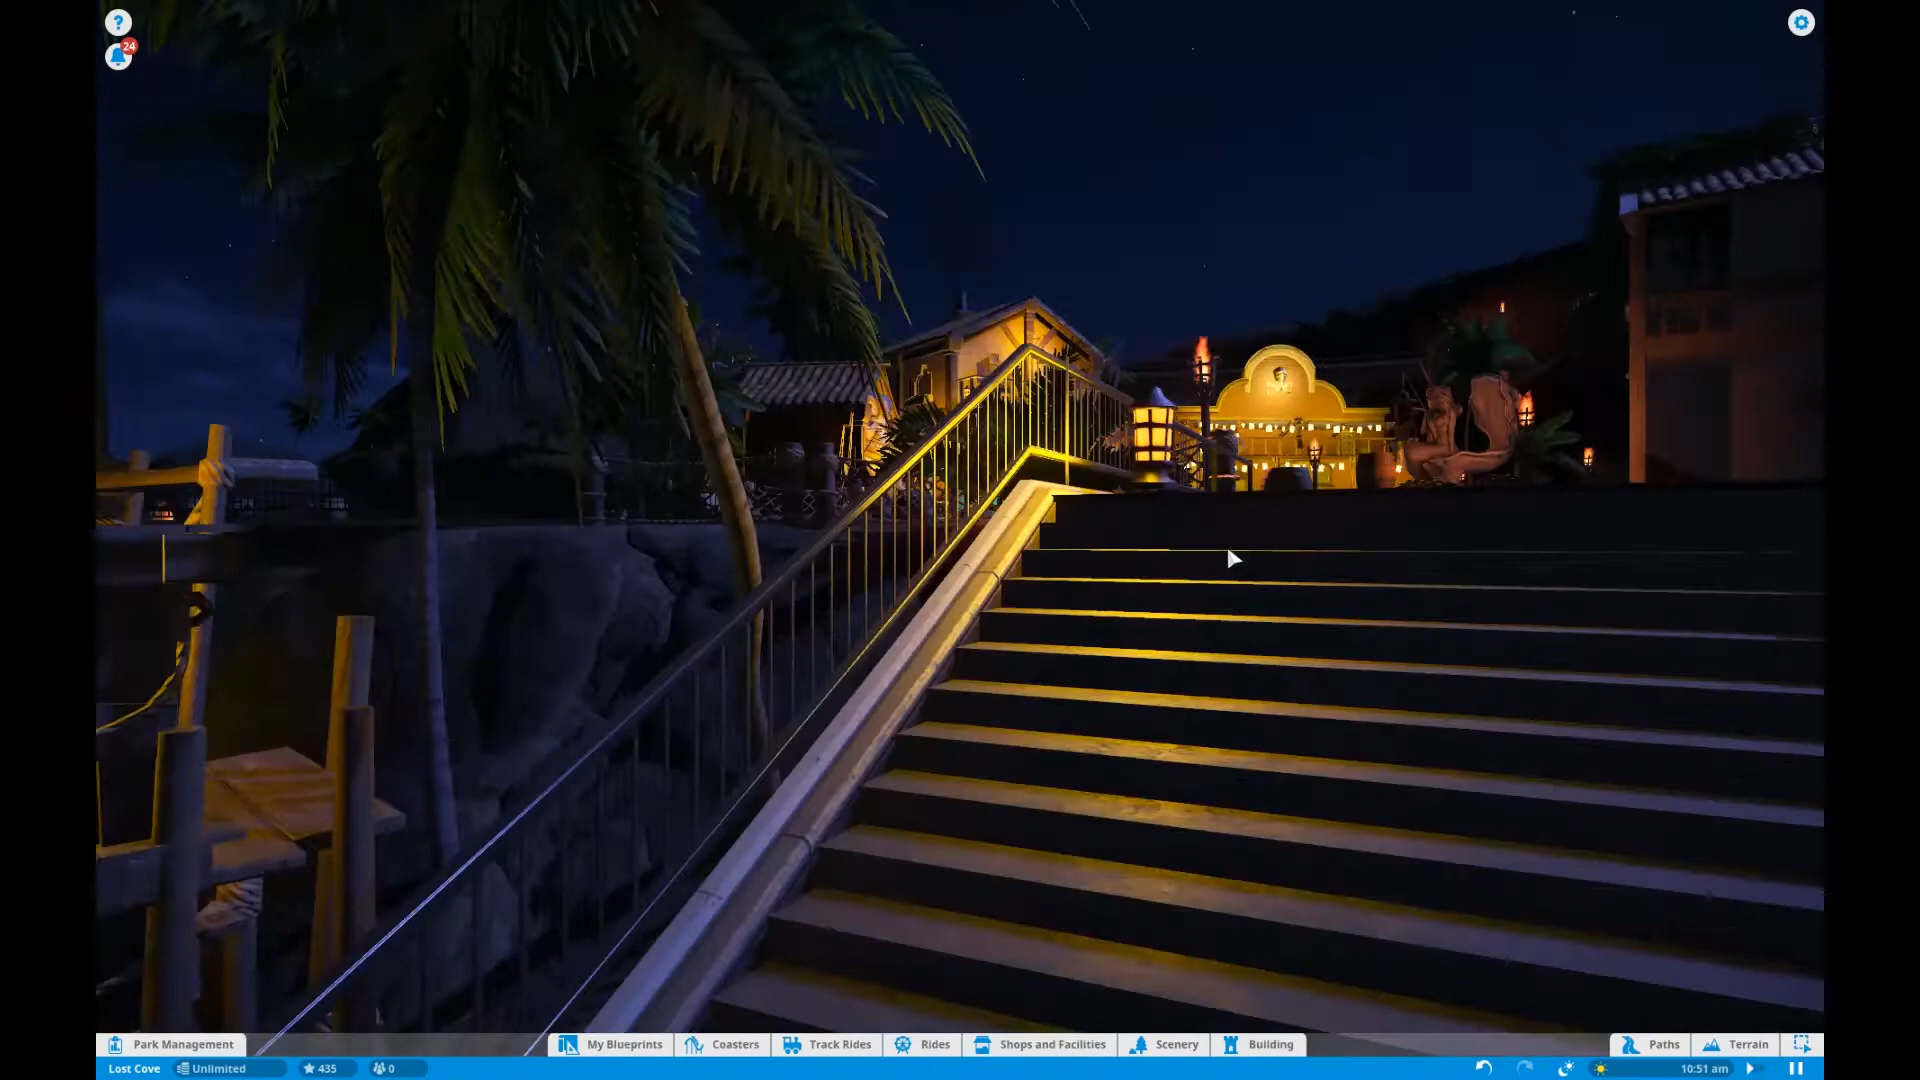 ?
24
Park Management
My Blueprints
Coasters
Track Rides
Rides
Shops and Facilities
Scenery
Building
Paths
Terrain
Lost Cove
Unlimited
435
0
10:51 am